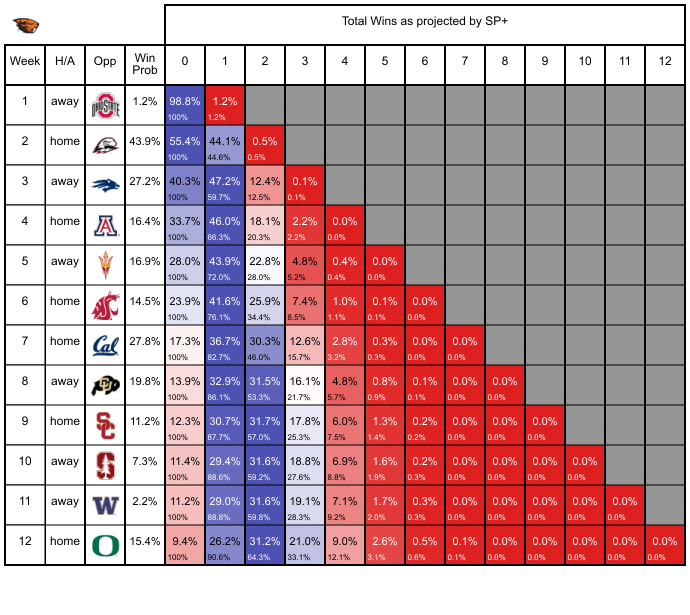 Total Wins as projected by SP+
Week H/A Opp Win Prob 0 1 2 3 4 5 6 7 8 9 10 11 12
1 away OHIO STATE 1.2% 98.8% 1.2%
100% 1.2%
2 home 43.9% 55.4% 44.1% 0.5%
100% 44.6% 0.5%
3 away 27.2% 40.3% 47.2% 12.4% 0.1%
100% 59.7% 12.5% 0.1%
4 home A 16.4% 33.7% 46.0% 18.1% 2.2% 0.0%
100% 66.3% 20.3% 2.2% 0.0%
5 away 16.9% 28.0% 43.9% 22.8% 4.8% 0.4% 0.0%
100% 72.0% 28.0% 5.2% 0.4% 0.0%
6 home 14.5% 23.9% 41.6% 25.9% 7.4% 1.0% 0.1% 0.0%
100% 76.1% 34.4% 8.5% 1.1% 0.1% 0.0%
7 home Cal 27.8% 17.3% 36.7% 30.3% 12.6% 2.8% 0.3% 0.0% 0.0%
100% 82.7% 46.0% 15.7% 3.2% 0.3% 0.0% 0.0%
8 away CU 19.8% 13.9% 32.9% 31.5% 16.1% 4.8% 0.8% 0.1% 0.0% 0.0%
100% 86.1% 53.3% 21.7% 5.7% 0.9% 0.1% 0.0% 0.0%
9 home SC 11.2% 12.3% 30.7% 31.7% 17.8% 6.0% 1.3% 0.2% 0.0% 0.0% 0.0%
100% 87.7% 57.0% 25.3% 7.5% 1.4% 0.2% 0.0% 0.0% 0.0%
10 away S 7.3% 11.4% 29.4% 31.6% 18.8% 6.9% 1.6% 0.2% 0.0% 0.0% 0.0% 0.0%
100% 88.6% 59.2% 27.6% 8.8% 1.9% 0.3% 0.0% 0.0% 0.0% 0.0%
11 away W 2.2% 11.2% 29.0% 31.6% 19.1% 7.1% 1.7% 0.3% 0.0% 0.0% 0.0% 0.0% 0.0%
100% 88.8% 59.8% 28.3% 9.2% 2.0% 0.3% 0.0% 0.0% 0.0% 0.0% 0.0%
12 home O 15.4% 9.4% 26.2% 31.2% 21.0% 9.0% 2.6% 0.5% 0.1% 0.0% 0.0% 0.0% 0.0% 0.0%
100% 90.6% 64.3% 33.1% 12.1% 3.1% 0.6% 0.1% 0.0% 0.0% 0.0% 0.0% 0.0%